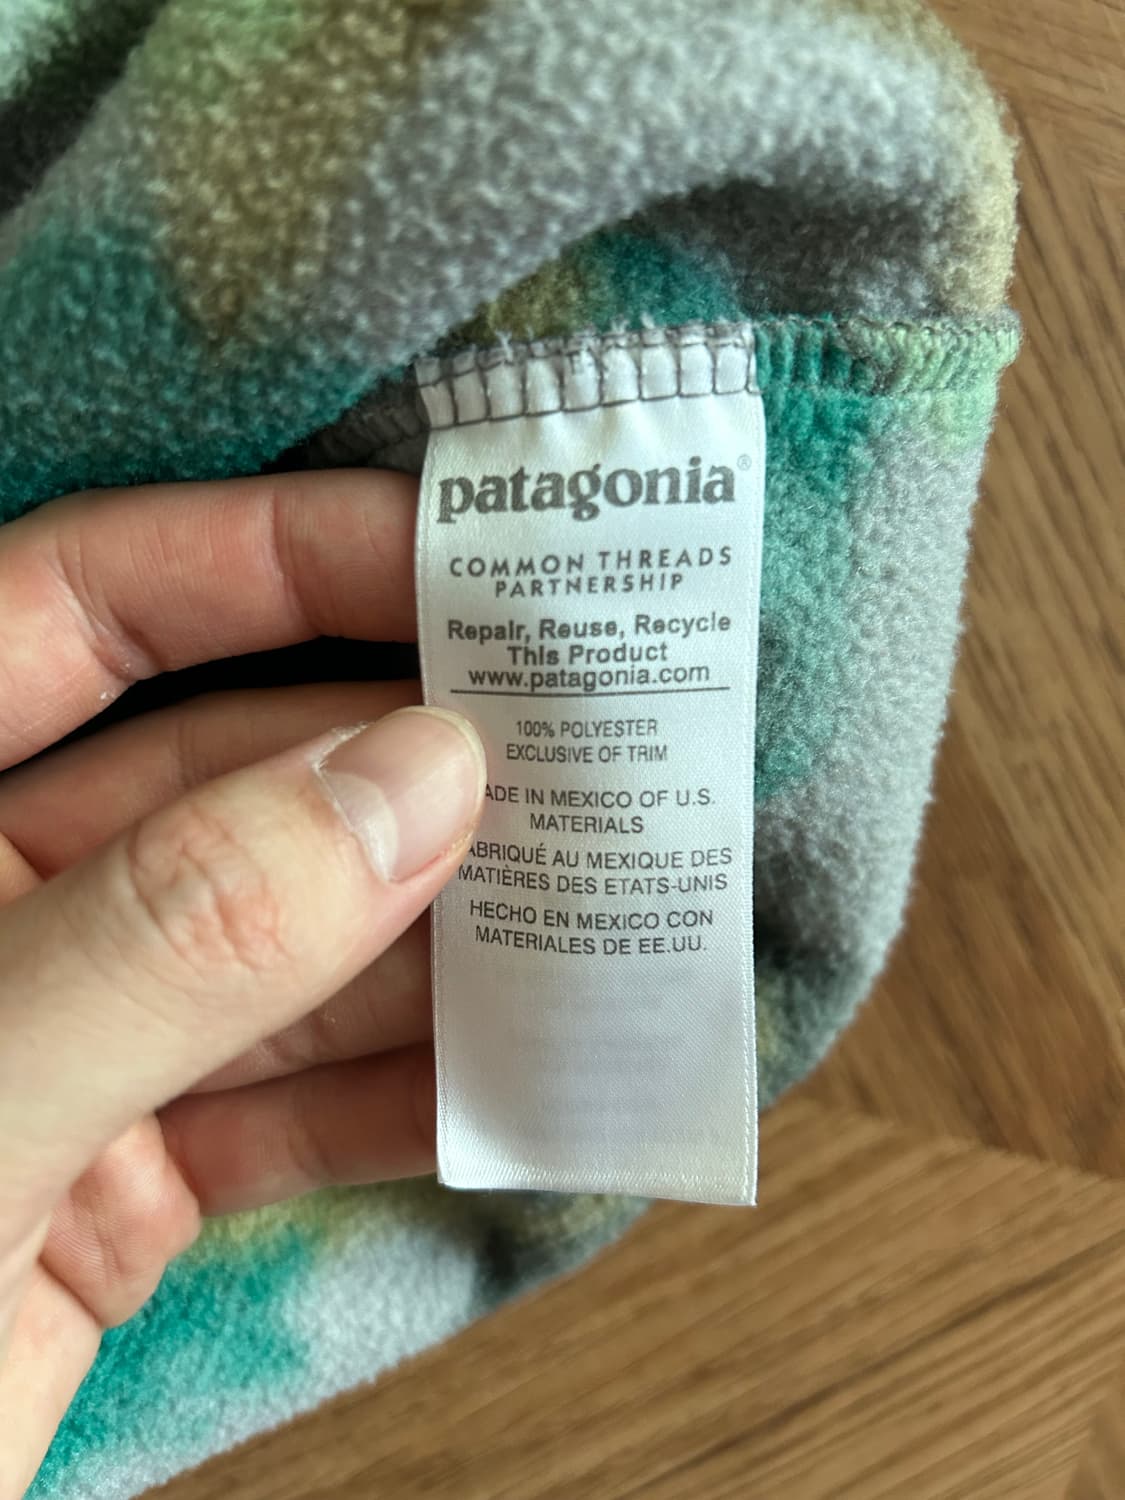 patagonia®
COMMON THREADS
PARTNERSHIP
Repair, Reuse, Recycle
This Product
www.patagonia.com
100% POLYESTER
EXCLUSIVE OF TRIM
ADE IN MEXICO OF U.S.
MATERIALS
ABRIQUÉ AU MEXIQUE DES
MATIÈRES DES ETATS-UNIS
HECHO EN MEXICO CON
MATERIALES DE EE.UU.